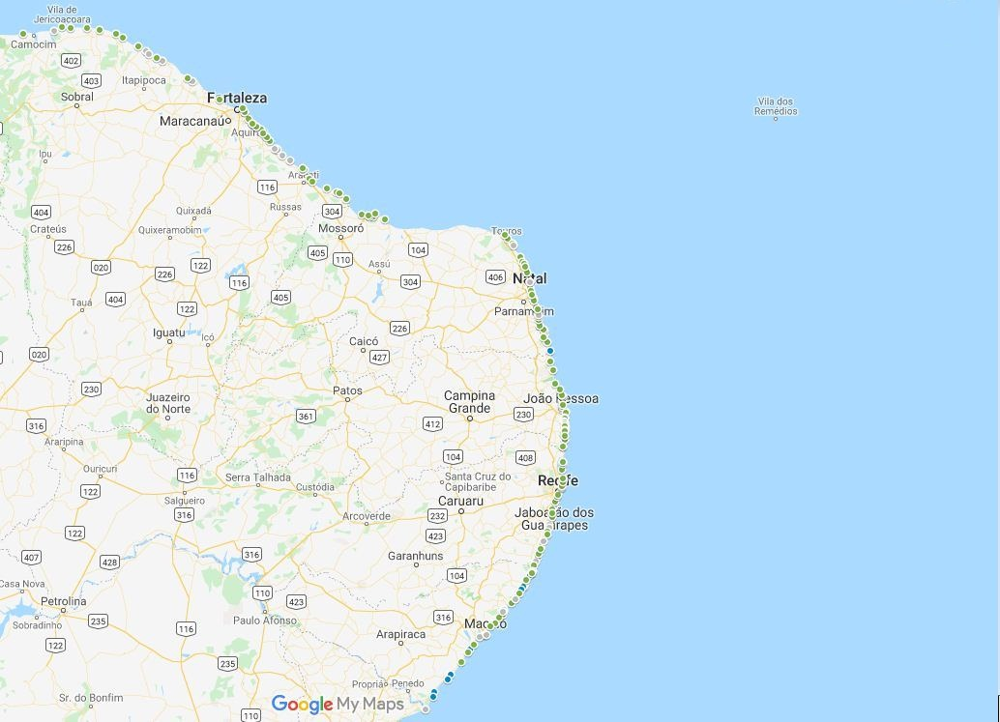 Vila de
Jericoacoara
Camocim
402
403
Itapipoca
Sobral
Fortaleza
Maracanaú
Vila dos
Remédios
Ipu
Aracati
116
404
Quixadá
Russas
304
Crateús
Quixeramobim
Mossoró
Touros
226
405
110
104
020
122
Assú
226
116
304
406
Natal
404
405
Tauá
122
Parnamirim
226
Iguatu
Icó
Caicó
020
427
230
Patos
Campina
Grande
João Pessoa
Juazeiro
do Norte
361
230
316
412
Araripina
104
408
Ouricuri
116
Serra Talhada
Santa Cruz do
Capibaribe
Recife
122
Custódia
Salgueiro
Caruaru
316
Arcoverde
232
Jaboatão dos
Guararapes
122
423
407
428
316
Garanhuns
104
Casa Nova
110
Petrolina
423
235
Paulo Afonso
316
Maceió
Sobradinho
116
Arapiraca
122
235
Propriá
Penedo
Sr. do Bonfim
Google My Maps
110